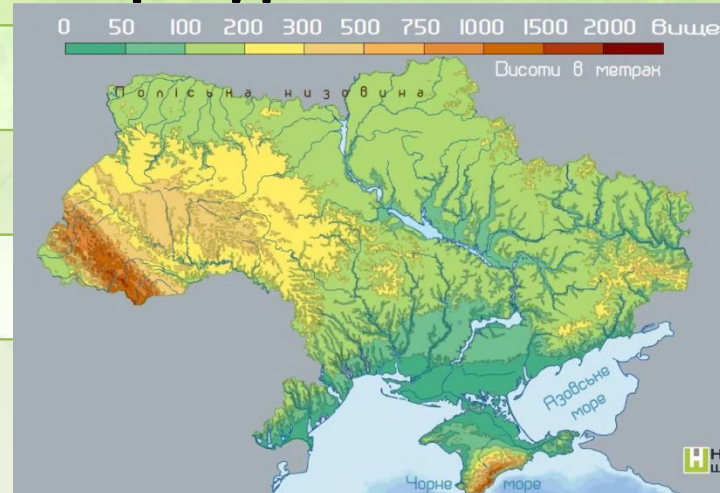 0 50 100 200 300 500 750 1000 1500 2000 вище
Висоти в метрах
Поліська низовина
Азовське
море
Чорне море
Н